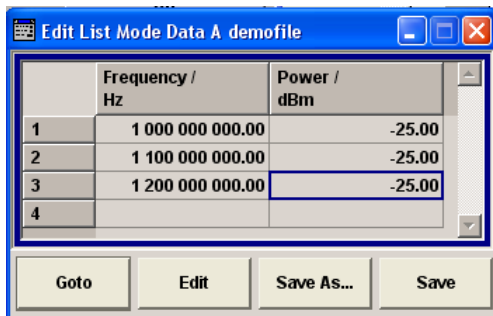 Edit List Mode Data A demofile
Frequency / Hz Power / dBm
1 1 000 000 000.00 -25.00
2 1 100 000 000.00 -25.00
3 1 200 000 000.00 -25.00
4
Goto Edit Save As... Save